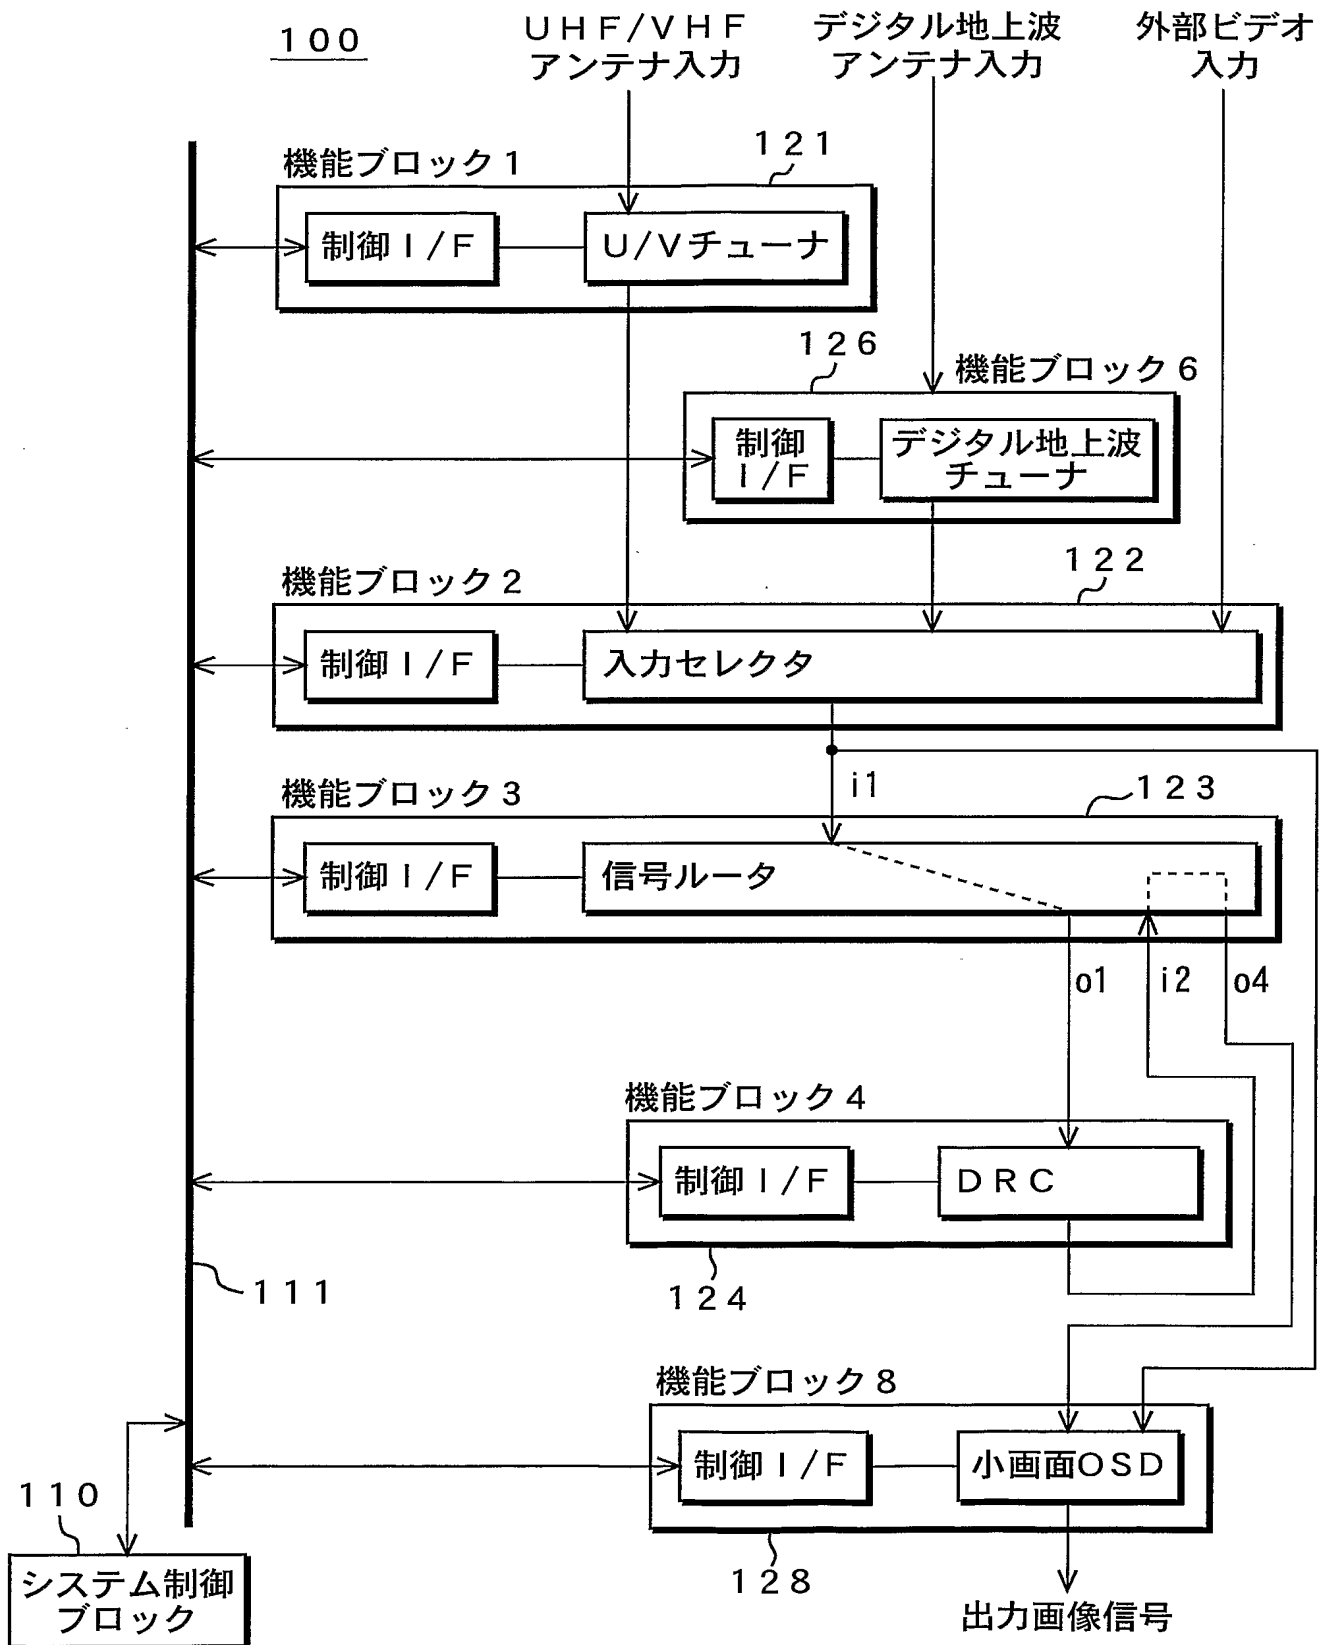 100
UHF/VHF
アンテナ入力
デジタル地上波
アンテナ入力
外部ビデオ
入力
機能ブロック1
121
制御I/F
U/Vチューナ
126
機能ブロック6
制御
I/F
デジタル地上波
チューナ
機能ブロック2
122
制御I/F
入力セレクタ
i1
機能ブロック3
123
制御I/F
信号ルータ
o1
i2
o4
機能ブロック4
制御I/F
DRC
124
111
機能ブロック8
制御I/F
小画面OSD
128
110
システム制御
ブロック
出力画像信号